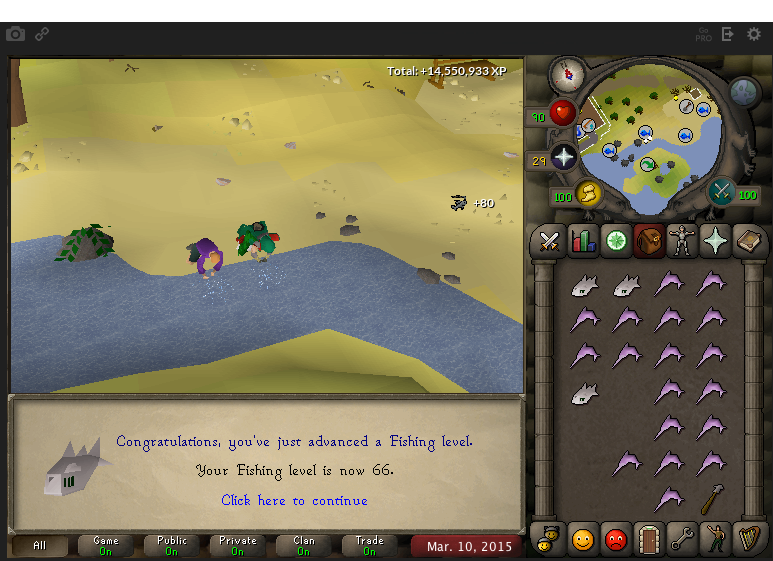 Go
PRO
Total: +14,550,933 XP
90
+80
29
100
100
Congratulations, you've just advanced a Fishing level.
Your Fishing level is now 66.
Click here to continue
All
Game
On
Public
On
Private
On
Clan
On
Trade
On
Mar. 10, 2015